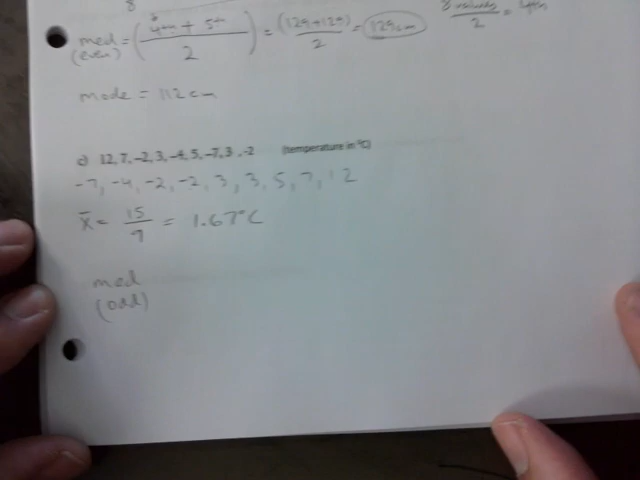 8
med = (4th + 5th / 2) = (129+129) / 2 = 129cm
(even)
8 values / 2 = 4th
mode = 112 cm
c) 12, 7, -2, 3, -4, 5, -7, 3, -2 (temperature in °C)
-7, -4, -2, -2, 3, 3, 5, 7, 12
x̄ = 15 / 9 = 1.67°C
med
(odd)